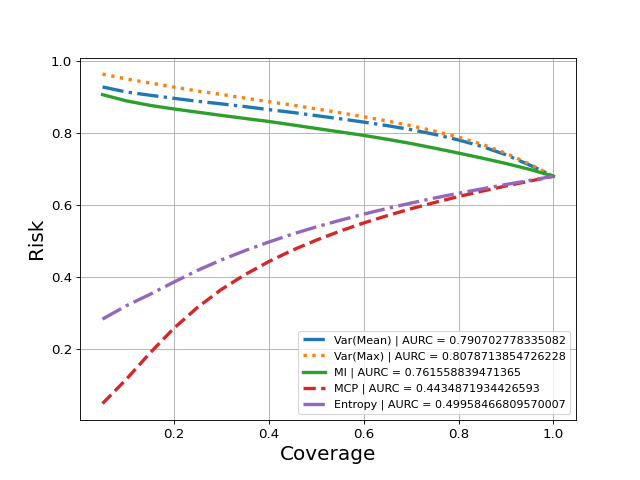 1.0
0.8
0.6
0.4
0.2
Risk
0.2
0.4
0.6
0.8
1.0
Coverage
Var(Mean) | AURC = 0.790702778335082
Var(Max) | AURC = 0.8078713854726228
MI | AURC = 0.761558839471365
MCP | AURC = 0.4434871934426593
Entropy | AURC = 0.49958466809570007